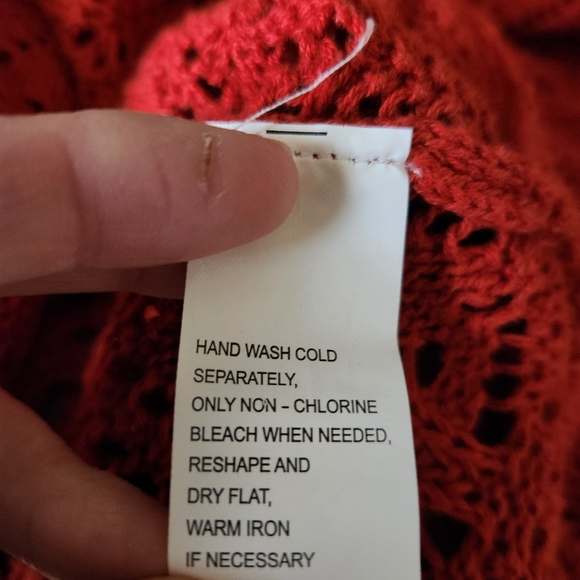 HAND WASH COLD
SEPARATELY,
ONLY NON – CHLORINE
BLEACH WHEN NEEDED,
RESHAPE AND
DRY FLAT,
WARM IRON
IF NECESSARY